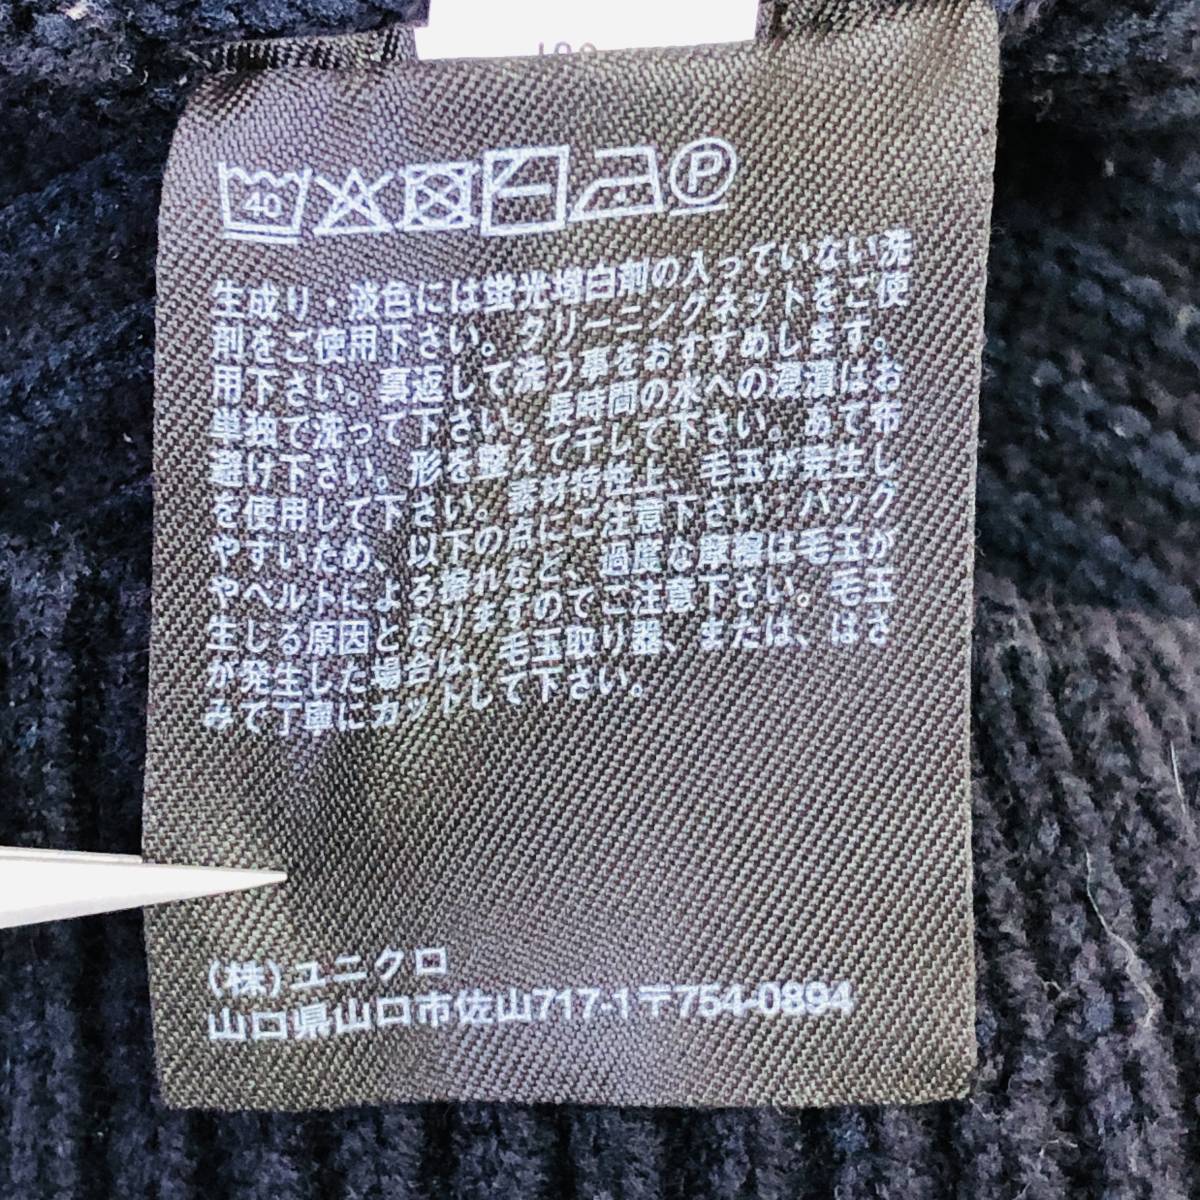 40 P
生成り・淡色には蛍光増白剤の入っていない洗
剤をご使用下さい。クリーニングネットをご使
用下さい。裏返して洗う事をおすすめします。
単独で洗って下さい。長時間の水への浸漬はお
避け下さい。形を整えて干して下さい。あて布
を使用して下さい。素材特性上、毛玉が発生し
やすいため、以下の点にご注意下さい・バッグ
やベルトによる擦れなど、過度な摩擦は毛玉が
生じる原因となりますのでご注意下さい。毛玉
が発生した場合は、毛玉取り器、または、はさ
みで丁寧にカットして下さい。
(株)ユニクロ
山口県山口市佐山717-1〒754-0894